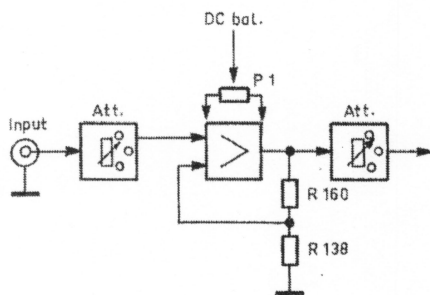 DC bal.
P 1
Att.
Att.
Input
R 160
R 138